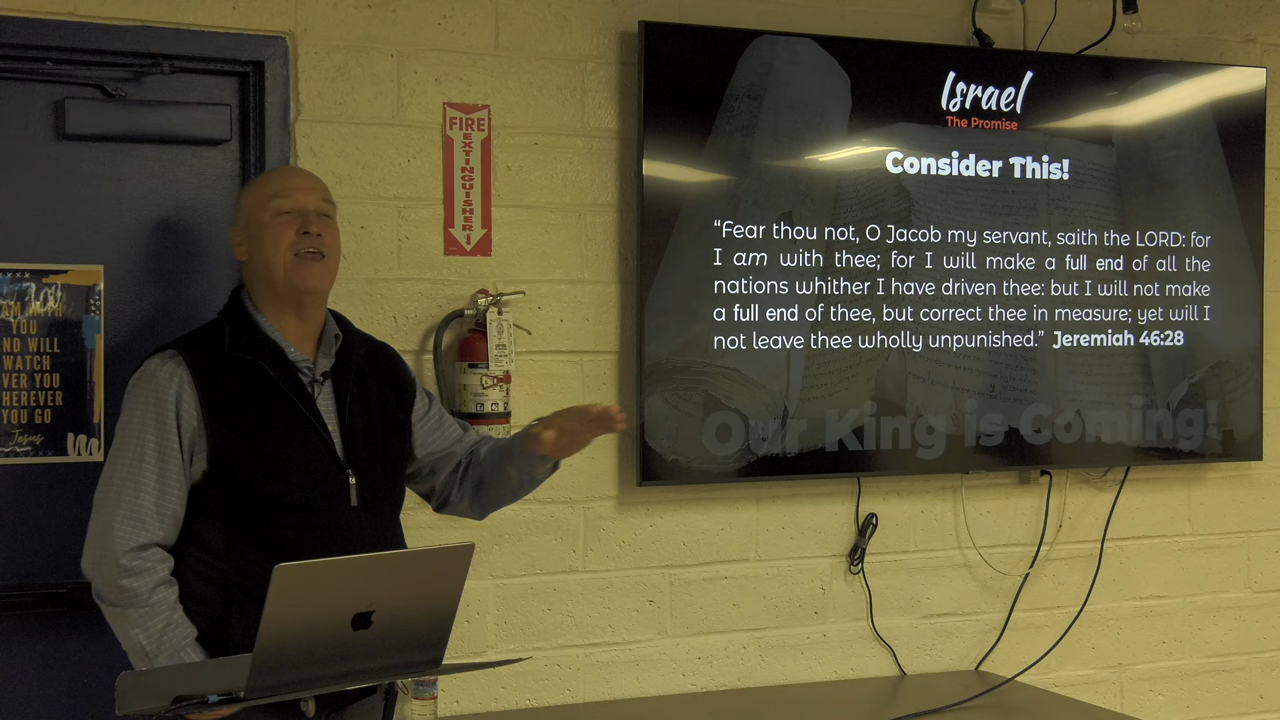 FIRE
EXTINGUISHER
AM WITH
YOU
ND WILL
WATCH
VER YOU
HEREVER
YOU GO
Jesus
Israel
The Promise
Consider This!
“Fear thou not, O Jacob my servant, saith the LORD: for
I am with thee; for I will make a full end of all the
nations whither I have driven thee: but I will not make
a full end of thee, but correct thee in measure; yet will I
not leave thee wholly unpunished.” Jeremiah 46:28
Our King is Coming!